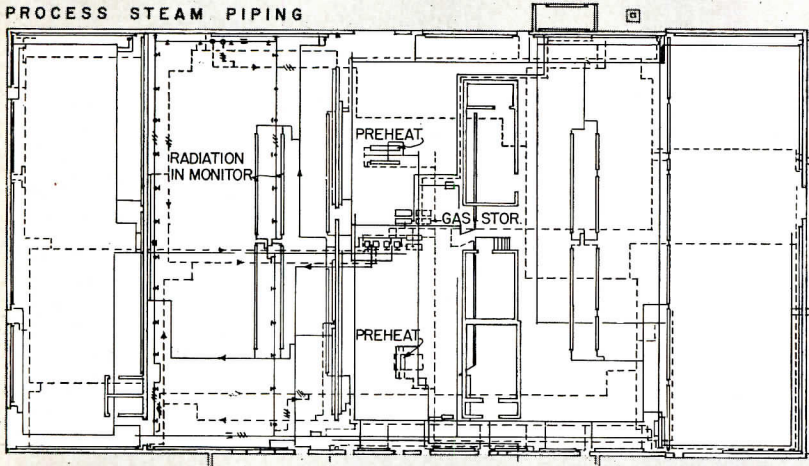 PROCESS STEAM PIPING
PREHEAT
RADIATION
IN MONITOR
GAS STOR.
PREHEAT